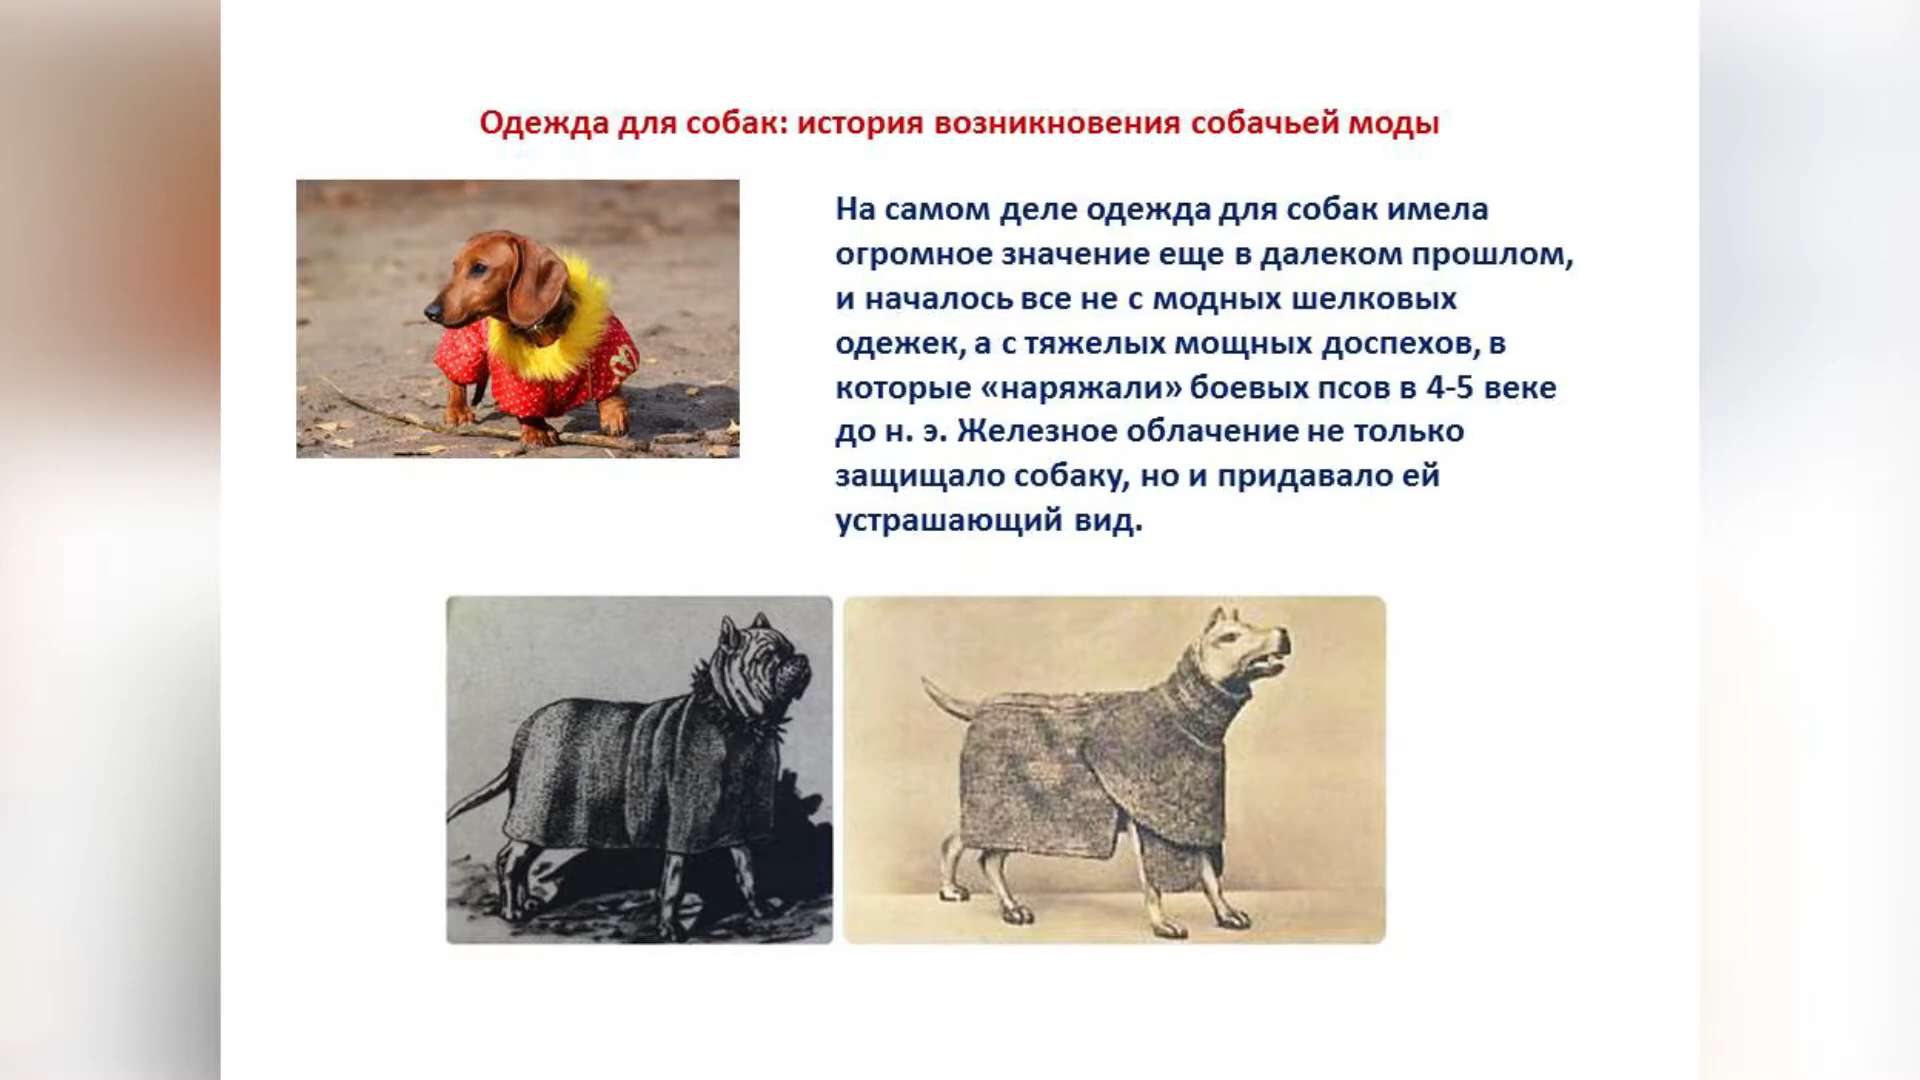 Одежда для собак: история возникновения собачьей моды
На самом деле одежда для собак имела
огромное значение еще в далеком прошлом,
и началось все не с модных шелковых
одежек, а с тяжелых мощных доспехов, в
которые «наряжали» боевых псов в 4-5 веке
до н. э. Железное облачение не только
защищало собаку, но и придавало ей
устрашающий вид.